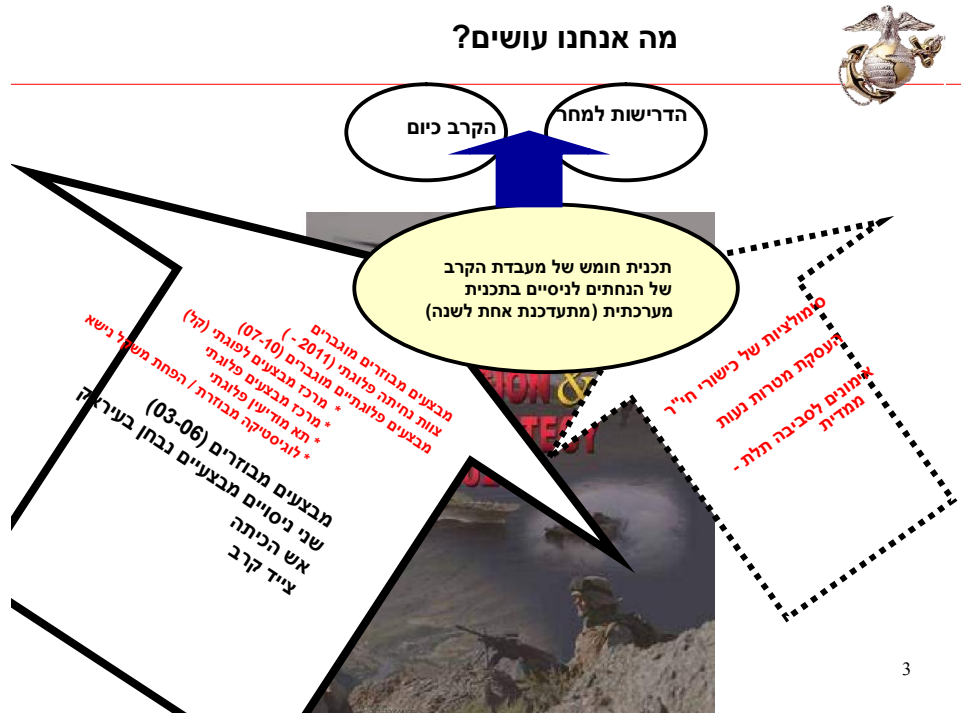 מה אנחנו עושים?
הדרישות למחר
הקרב כיום
תכנית חומש של מעבדת הקרב
של הנחתים לניסיים בתכנית
מערכתית (מתעדכנת אחת לשנה)
מבצעים מבוזרים מוגברים
צוות נחיתה פלוגתי (2011 - )
מבצעים פלוגתיים מוגברים (07-10)
* מרכז מבצעים לפוגתי (קל)
* מרכז מבצעים פלוגתי
* תא מודיעין פלוגתי
* לוגיסטיקה מבוזרת / הפחת משקל נישא
מבצעים מבוזרים (03-06)
שני ניסויים מבצעיים נבחן בעיראק
אש הכיתה
צייד קרב
סימולציות של כישורי חי"ר
העסקת מטרות נעות
אימונים לסביבה תלת -
ממדית
&
3